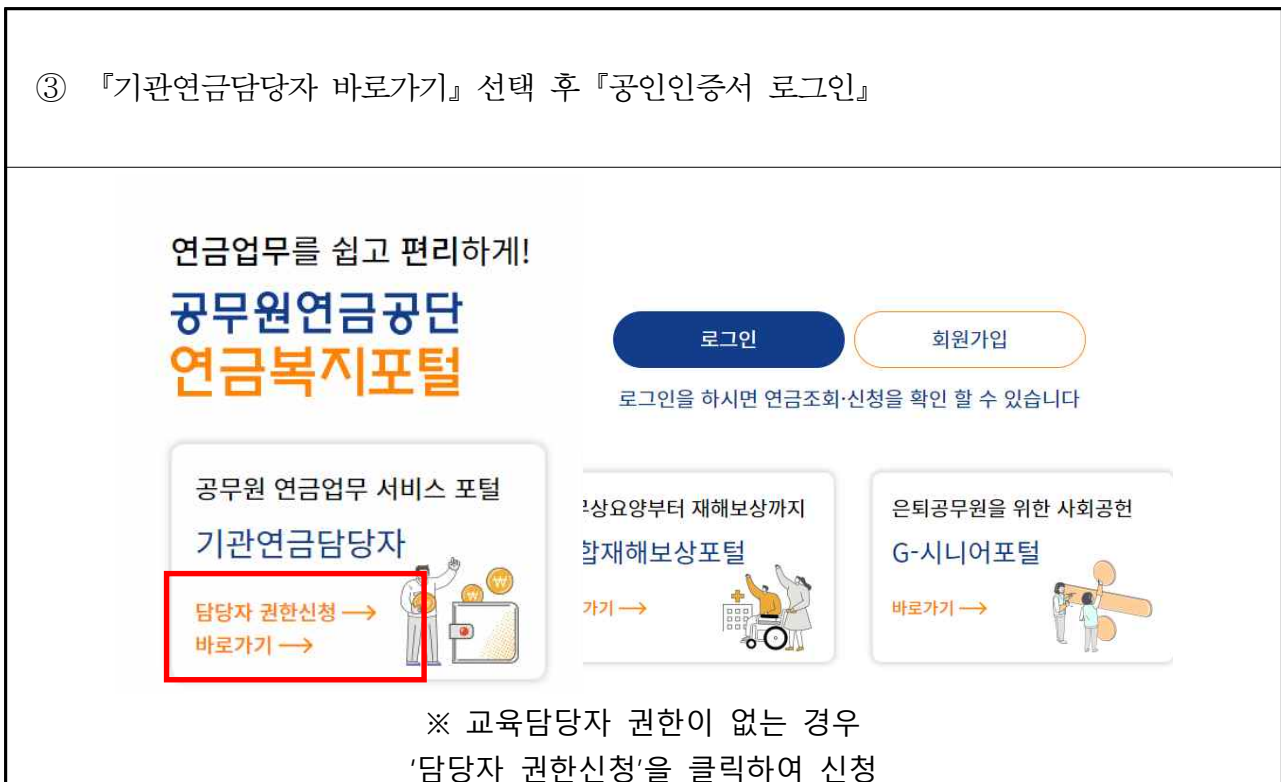 ③ 『기관연금담당자 바로가기』 선택 후 『공인인증서 로그인』
연금업무를 쉽고 편리하게!
공무원연금공단
연금복지포털
로그인
회원가입
로그인을 하시면 연금조회·신청을 확인 할 수 있습니다
공무원 연금업무 서비스 포털
기관연금담당자
담당자 권한신청 →
바로가기 →
상요양부터 재해보상까지
합재해보상포털
가기 →
은퇴공무원을 위한 사회공헌
G-시니어포털
바로가기 →
※ 교육담당자 권한이 없는 경우
'담당자 권한신청'을 클릭하여 신청